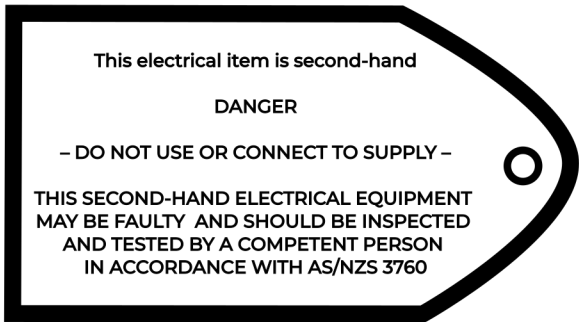 This electrical item is second-hand
DANGER
– DO NOT USE OR CONNECT TO SUPPLY –
THIS SECOND-HAND ELECTRICAL EQUIPMENT
MAY BE FAULTY AND SHOULD BE INSPECTED
AND TESTED BY A COMPETENT PERSON
IN ACCORDANCE WITH AS/NZS 3760